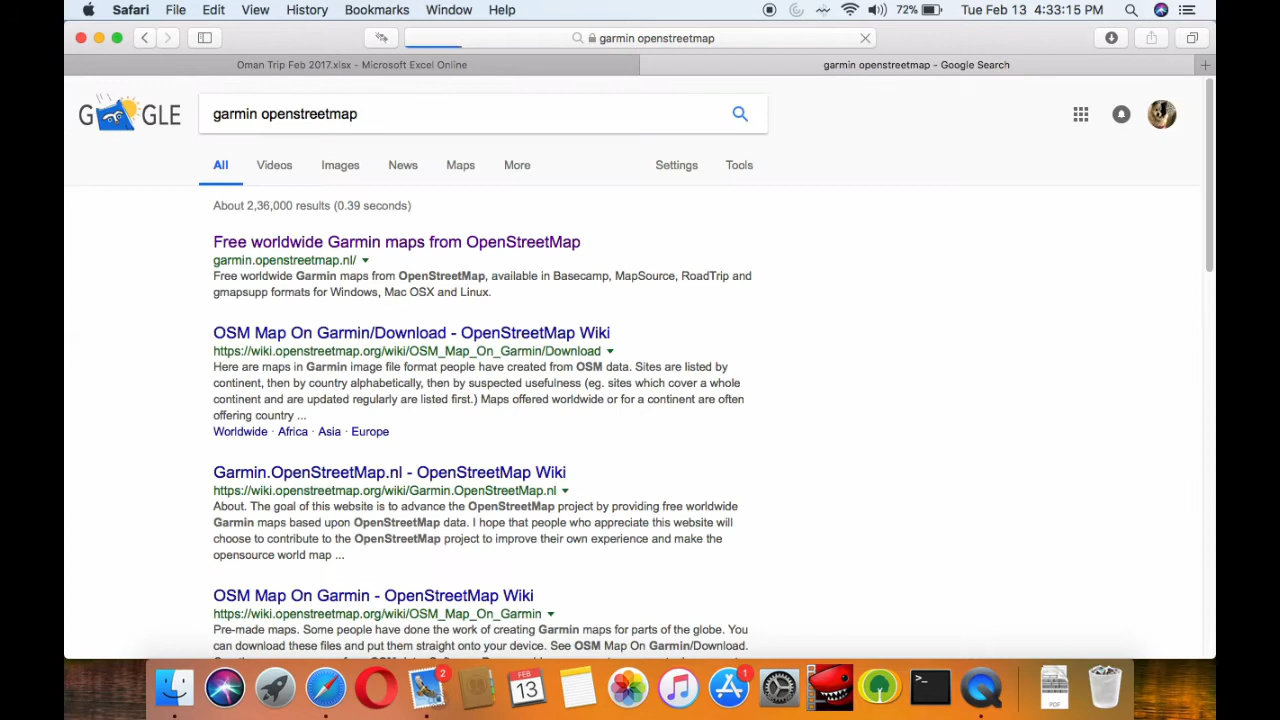 Safari File Edit View History Bookmarks Window Help 72% Tue Feb 13 4:33:15 PM
garmin openstreetmap
Oman Trip Feb 2017.xlsx - Microsoft Excel Online garmin openstreetmap - Google Search
G GLE garmin openstreetmap
All Videos Images News Maps More Settings Tools
About 2,36,000 results (0.39 seconds)
Free worldwide Garmin maps from OpenStreetMap
garmin.openstreetmap.nl/
Free worldwide Garmin maps from OpenStreetMap, available in Basecamp, MapSource, RoadTrip and
gmapsupp formats for Windows, Mac OSX and Linux.
OSM Map On Garmin/Download - OpenStreetMap Wiki
https://wiki.openstreetmap.org/wiki/OSM_Map_On_Garmin/Download
Here are maps in Garmin image file format people have created from OSM data. Sites are listed by
continent, then by country alphabetically, then by suspected usefulness (eg. sites which cover a whole
continent and are updated regularly are listed first.) Maps offered worldwide or for a continent are often
offering country ...
Worldwide · Africa · Asia · Europe
Garmin.OpenStreetMap.nl - OpenStreetMap Wiki
https://wiki.openstreetmap.org/wiki/Garmin.OpenStreetMap.nl
About. The goal of this website is to advance the OpenStreetMap project by providing free worldwide
Garmin maps based upon OpenStreetMap data. I hope that people who appreciate this website will
choose to contribute to the OpenStreetMap project to improve their own experience and make the
opensource world map ...
OSM Map On Garmin - OpenStreetMap Wiki
https://wiki.openstreetmap.org/wiki/OSM_Map_On_Garmin
Pre-made maps. Some people have done the work of creating Garmin maps for parts of the globe. You
can download these files and put them straight onto your device. See OSM Map On Garmin/Download.
2 FEB 13 1 >_ PDF